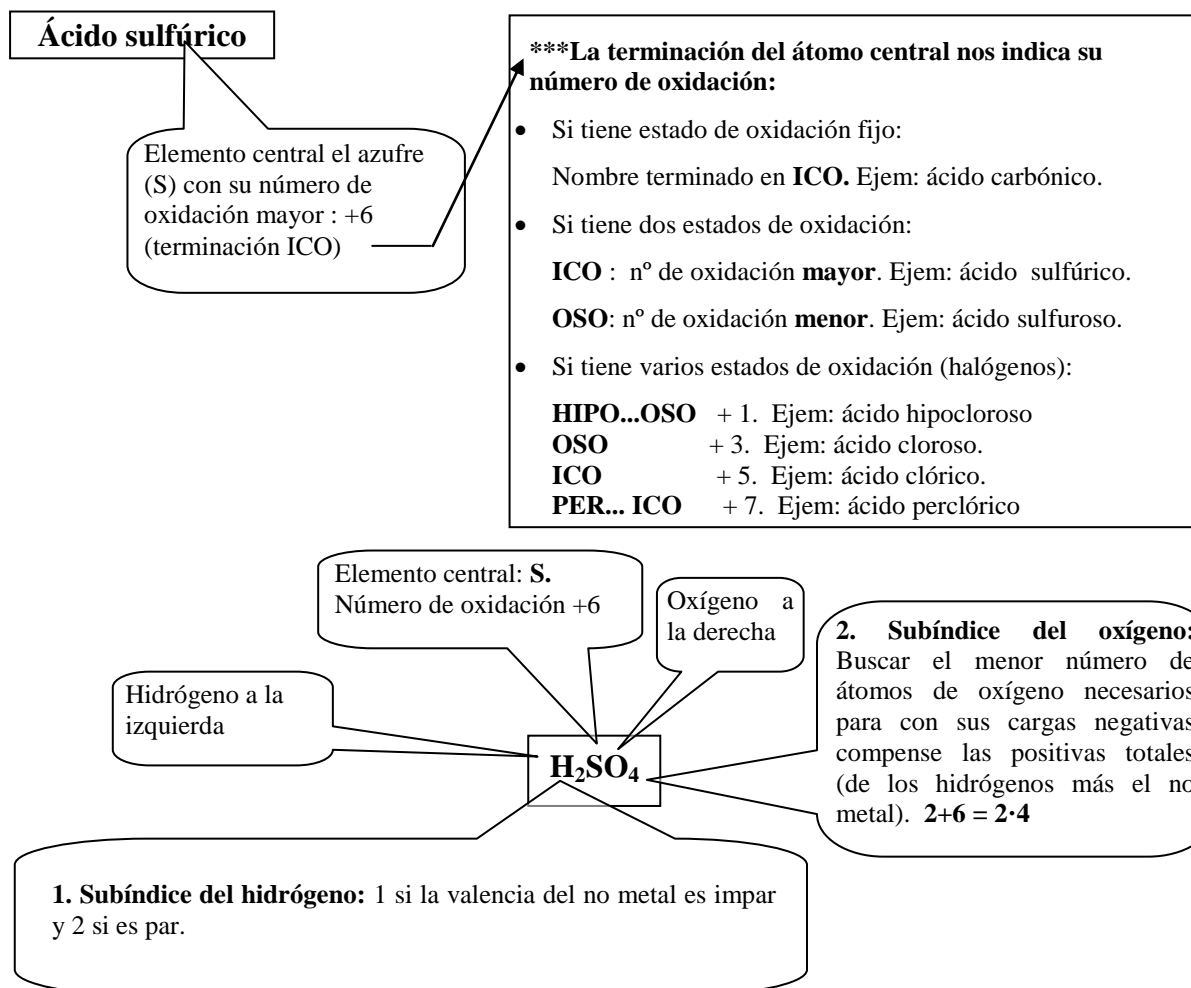 Ácido sulfúrico
Elemento central el azufre
(S) con su número de
oxidación mayor : +6
(terminación ICO)
***La terminación del átomo central nos indica su
número de oxidación:
• Si tiene estado de oxidación fijo:
Nombre terminado en ICO. Ejem: ácido carbónico.
• Si tiene dos estados de oxidación:
ICO : nº de oxidación mayor. Ejem: ácido sulfúrico.
OSO: nº de oxidación menor. Ejem: ácido sulfuroso.
• Si tiene varios estados de oxidación (halógenos):
HIPO...OSO + 1. Ejem: ácido hipocloroso
OSO + 3. Ejem: ácido cloroso.
ICO + 5. Ejem: ácido clórico.
PER... ICO + 7. Ejem: ácido perclórico
Elemento central: S.
Número de oxidación +6
Oxígeno a
la derecha
Hidrógeno a la
izquierda
H₂SO₄
2. Subíndice del oxígeno:
Buscar el menor número de
átomos de oxígeno necesarios
para con sus cargas negativas
compense las positivas totales
(de los hidrógenos más el no
metal). 2+6 = 2·4
1. Subíndice del hidrógeno: 1 si la valencia del no metal es impar
y 2 si es par.